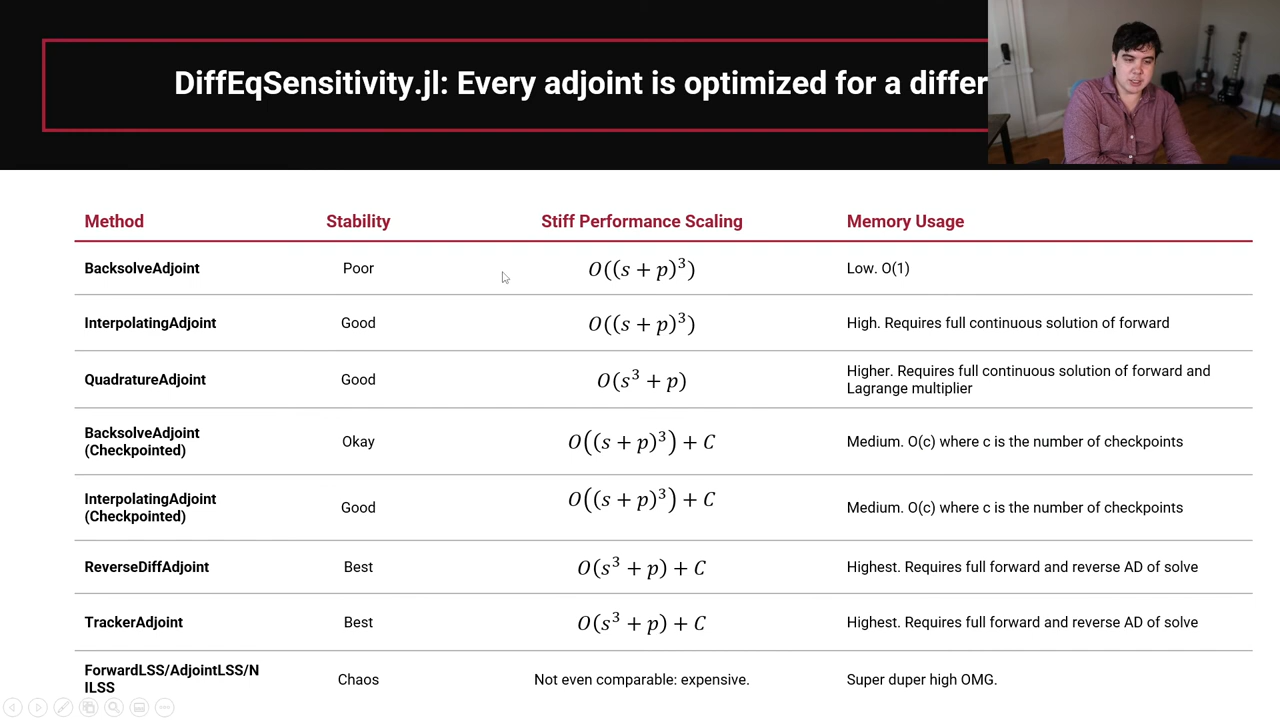 DiffEqSensitivity.jl: Every adjoint is optimized for a differ
Method Stability Stiff Performance Scaling Memory Usage
BacksolveAdjoint Poor O((s + p)³) Low. O(1)
InterpolatingAdjoint Good O((s + p)³) High. Requires full continuous solution of forward
QuadratureAdjoint Good O(s³ + p) Higher. Requires full continuous solution of forward and
Lagrange multiplier
BacksolveAdjoint
(Checkpointed) Okay O((s + p)³) + C Medium. O(c) where c is the number of checkpoints
InterpolatingAdjoint
(Checkpointed) Good O((s + p)³) + C Medium. O(c) where c is the number of checkpoints
ReverseDiffAdjoint Best O(s³ + p) + C Highest. Requires full forward and reverse AD of solve
TrackerAdjoint Best O(s³ + p) + C Highest. Requires full forward and reverse AD of solve
ForwardLSS/AdjointLSS/N
ILSS Chaos Not even comparable: expensive. Super duper high OMG.